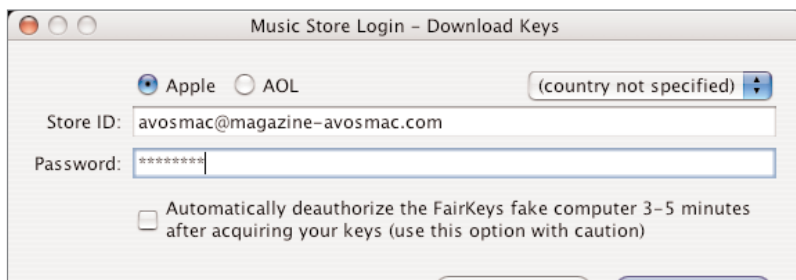 Music Store Login – Download Keys
Apple AOL (country not specified)
Store ID: avosmac@magazine-avosmac.com
Password: ********
Automatically deauthorize the FairKeys fake computer 3–5 minutes
after acquiring your keys (use this option with caution)